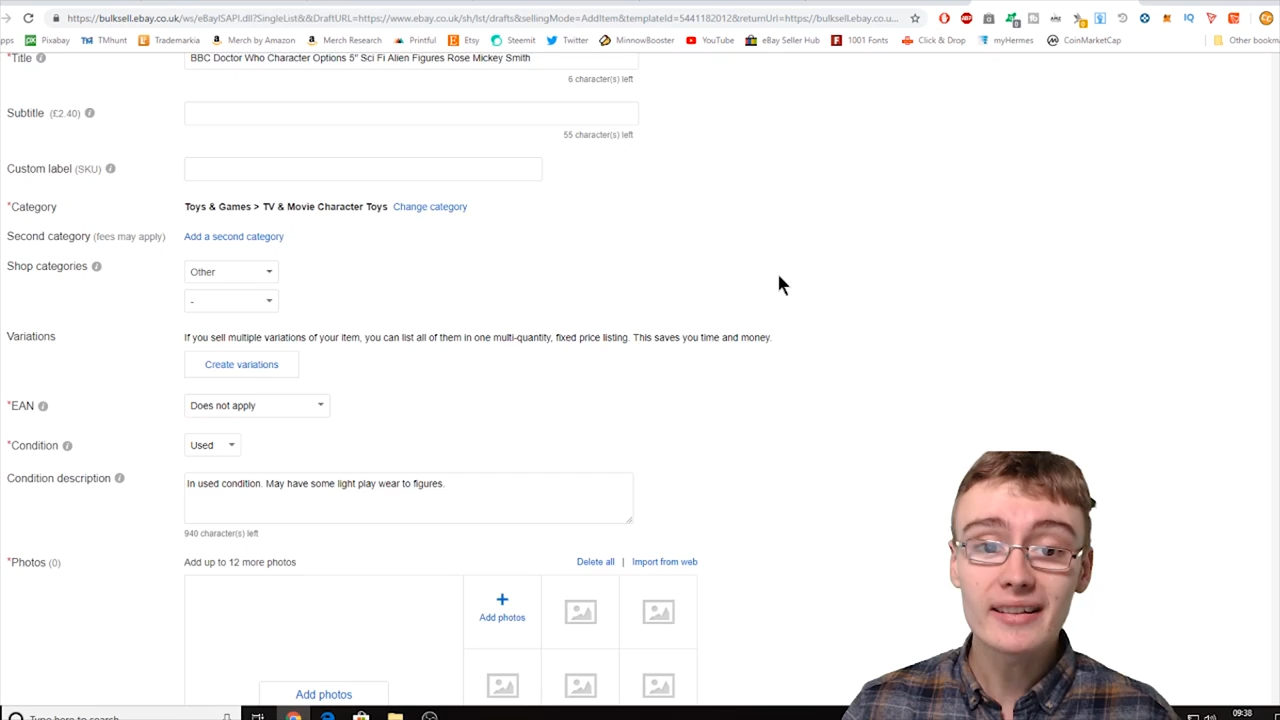 https://bulksell.ebay.co.uk/ws/eBayISAPI.dll?SingleList&&DraftURL=https://www.ebay.co.uk/sh/lst/drafts&sellingMode=AddItem&templateId=5441182012&returnUrl=https://bulksell.ebay.co.u...
pps Pixabay TMhunt Trademarkia Merch by Amazon Merch Research Printful Etsy Steemit Twitter MinnowBooster YouTube eBay Seller Hub 1001 Fonts Click & Drop myHermes CoinMarketCap Other bookm
*Title BBC Doctor Who Character Options 5" Sci Fi Alien Figures Rose Mickey Smith
6 character(s) left
Subtitle (£2.40)
55 character(s) left
Custom label (SKU)
*Category Toys & Games > TV & Movie Character Toys Change category
Second category (fees may apply) Add a second category
Shop categories Other
-
Variations If you sell multiple variations of your item, you can list all of them in one multi-quantity, fixed price listing. This saves you time and money.
Create variations
*EAN Does not apply
*Condition Used
Condition description In used condition. May have some light play wear to figures.
940 character(s) left
*Photos (0) Add up to 12 more photos Delete all | Import from web
+
Add photos
Add photos
Type here to search 09:38